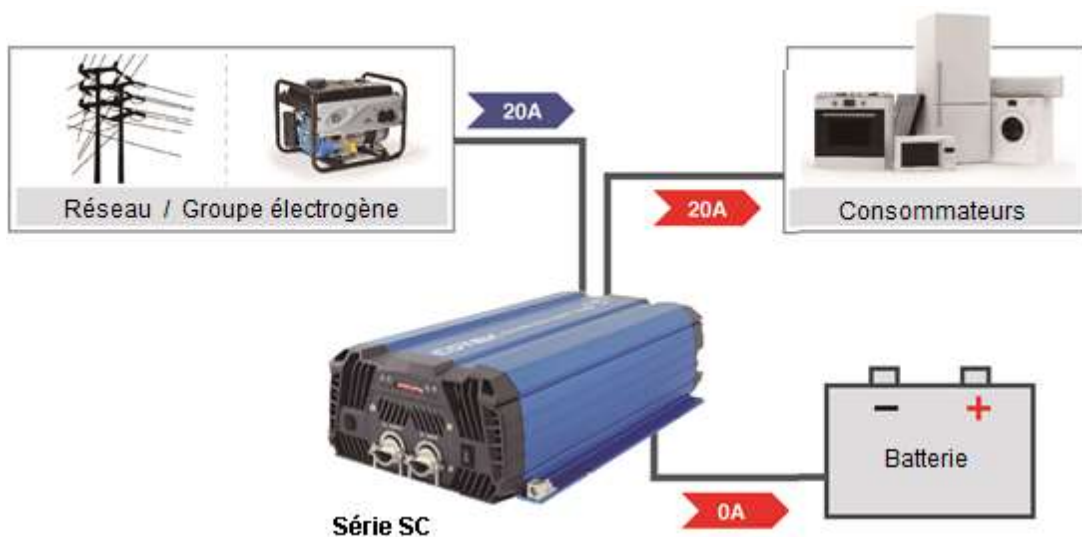 20A
Réseau / Groupe électrogène
20A
Consommateurs
Batterie
0A
Série SC